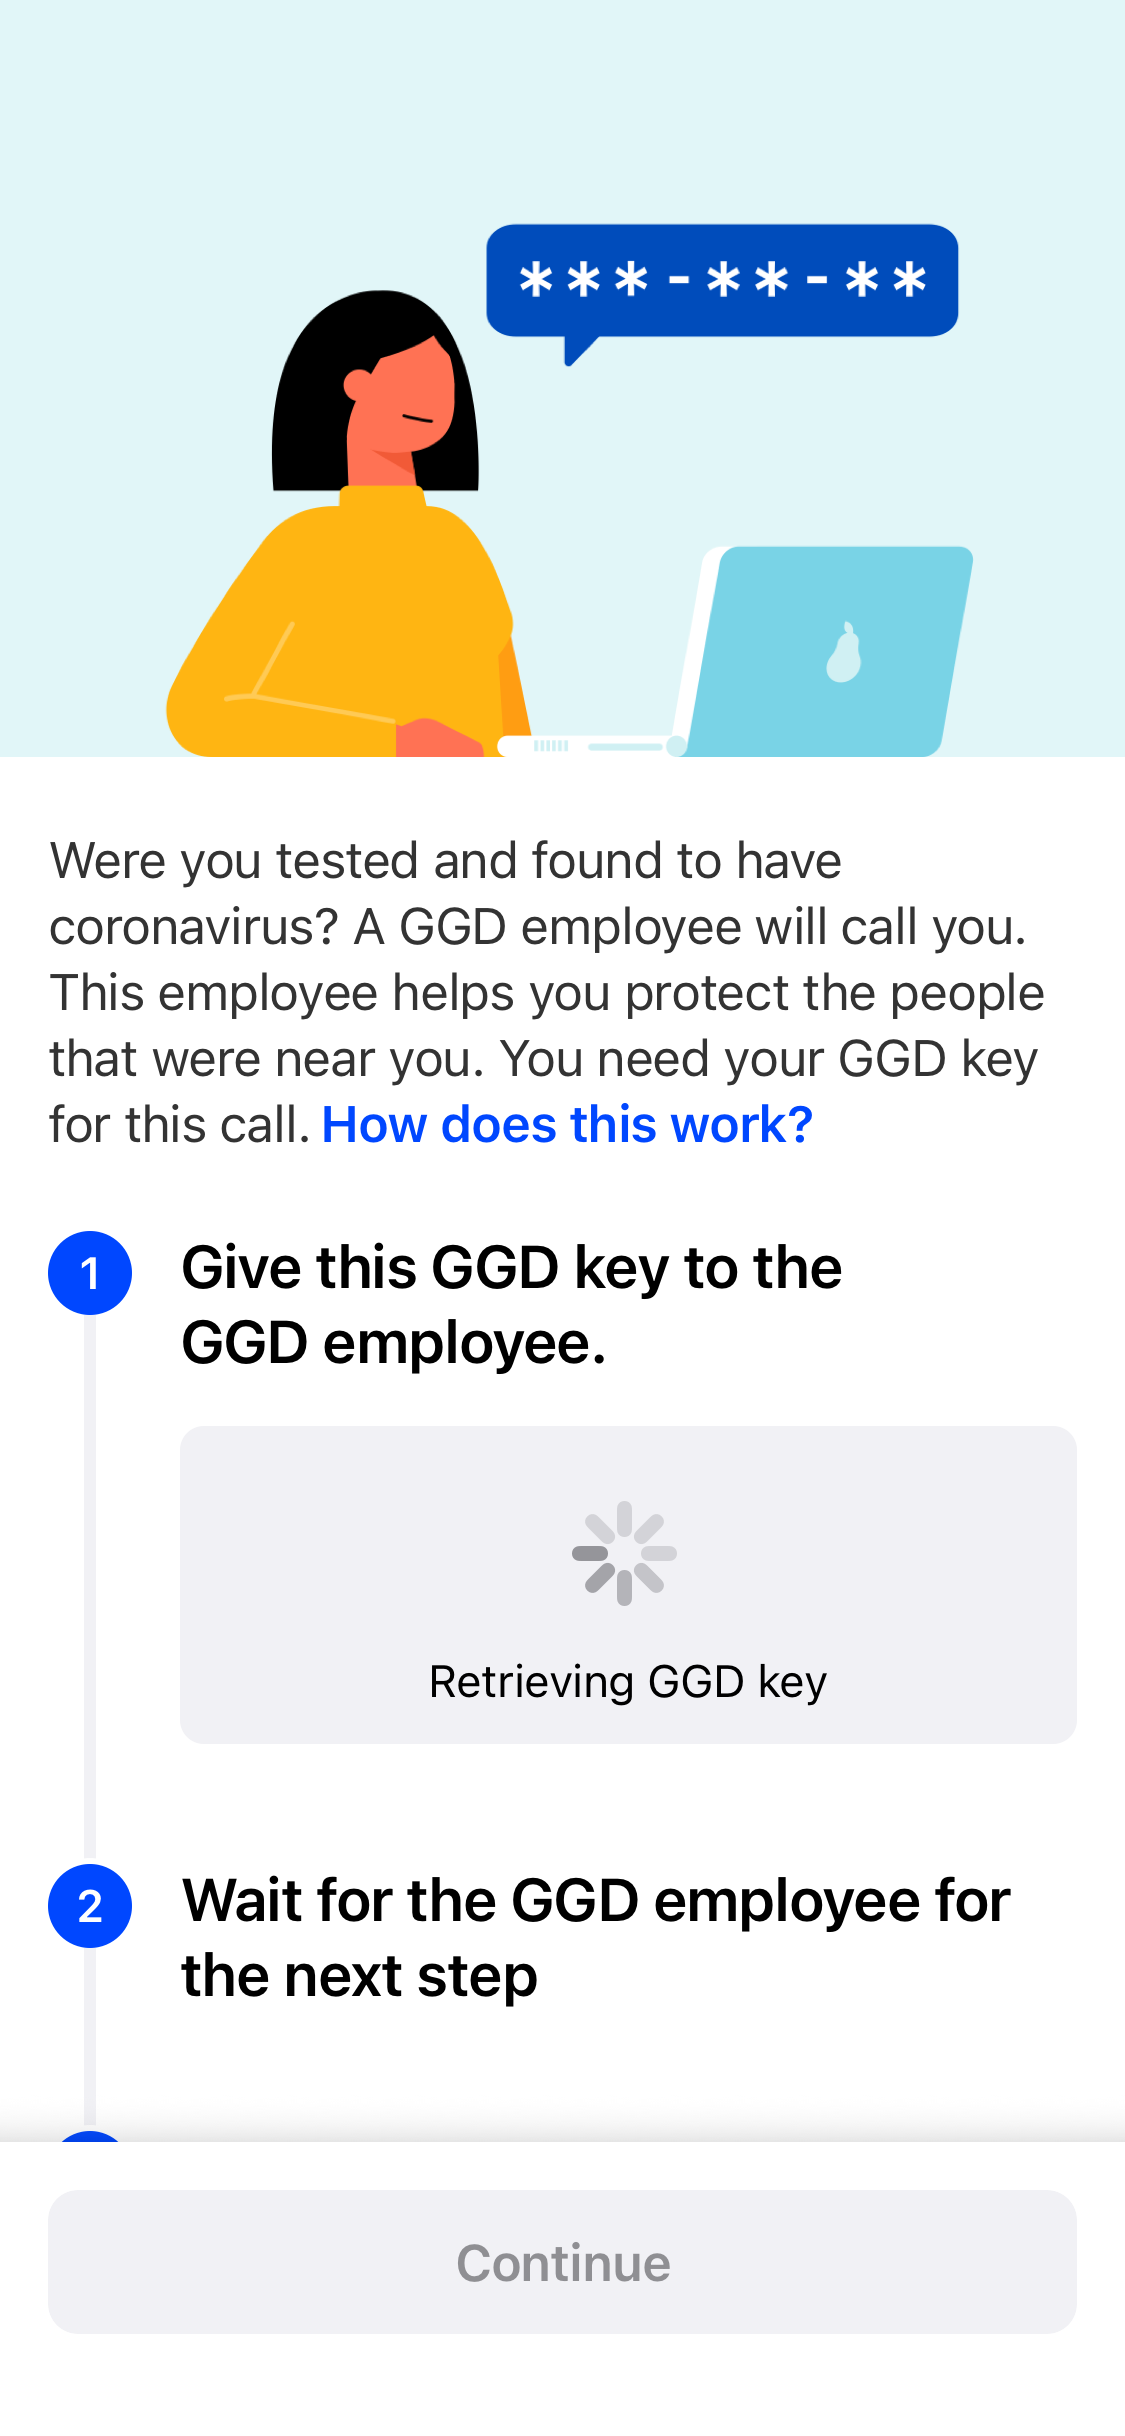 ***-**-**
Were you tested and found to have
coronavirus? A GGD employee will call you.
This employee helps you protect the people
that were near you. You need your GGD key
for this call. How does this work?
1
Give this GGD key to the
GGD employee.
Retrieving GGD key
2
Wait for the GGD employee for
the next step
Continue